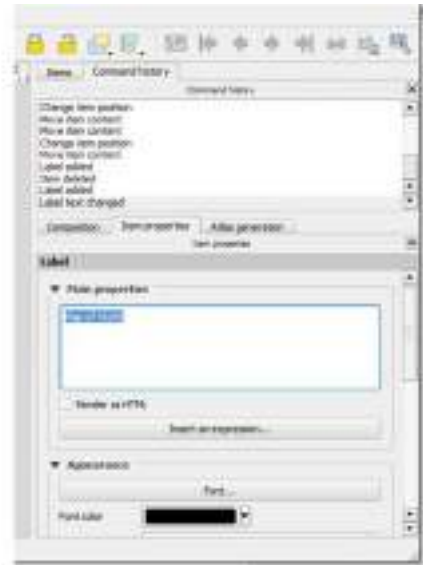 Items Command history
Command history
Change item position
Move item content
Move item content
Change item position
Move item content
Label added
Item deleted
Label added
Label text changed
Composition Item properties Atlas generation
Item properties
Label
Main properties
Render as HTML
Insert an expression...
Appearance
Font...
Font color